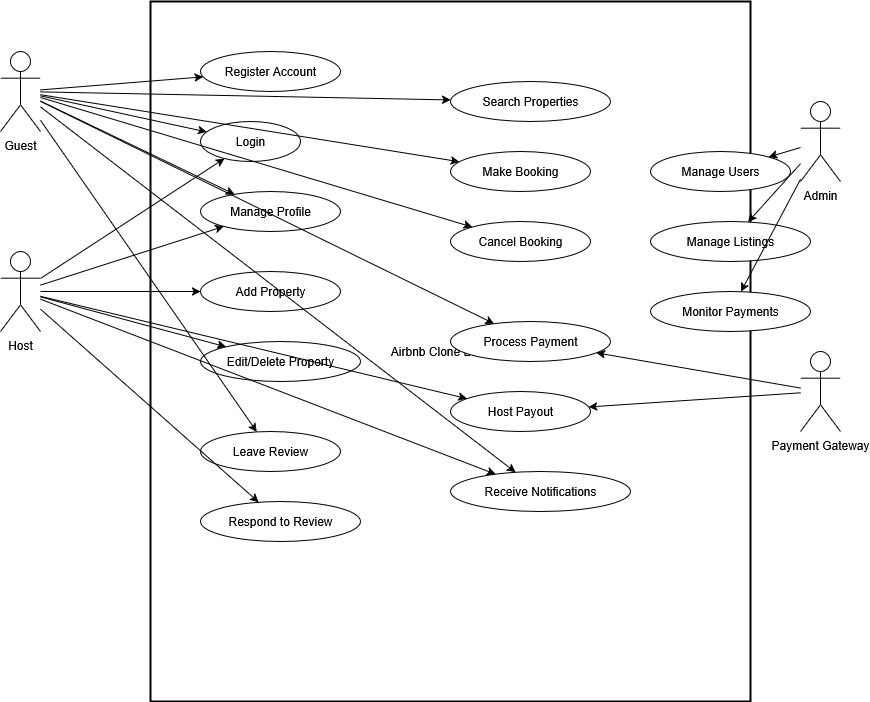 Register Account
Search Properties
Guest
Login
Make Booking
Manage Users
Admin
Manage Profile
Cancel Booking
Manage Listings
Add Property
Monitor Payments
Host
Process Payment
Airbnb Clone
Edit/Delete Property
Host Payout
Payment Gateway
Leave Review
Receive Notifications
Respond to Review